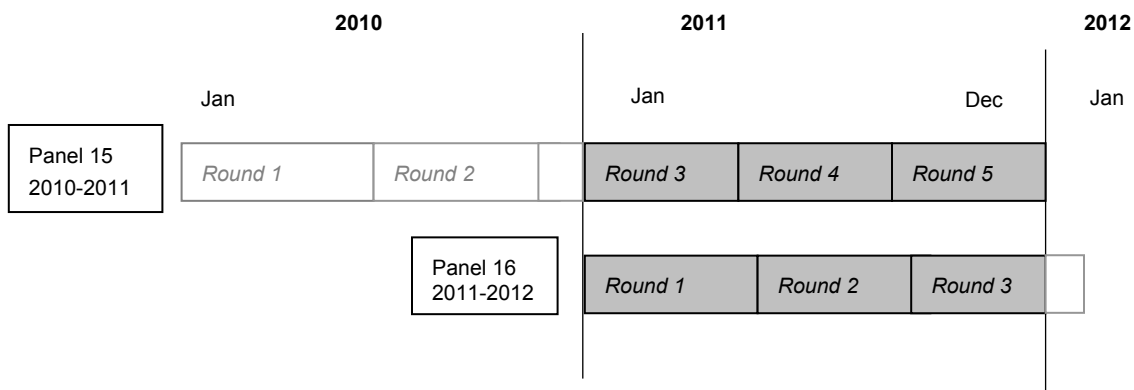 2010 2011 2012
Jan Jan Dec Jan
Panel 15
2010-2011
Round 1 Round 2 Round 3 Round 4 Round 5
Panel 16
2011-2012
Round 1 Round 2 Round 3